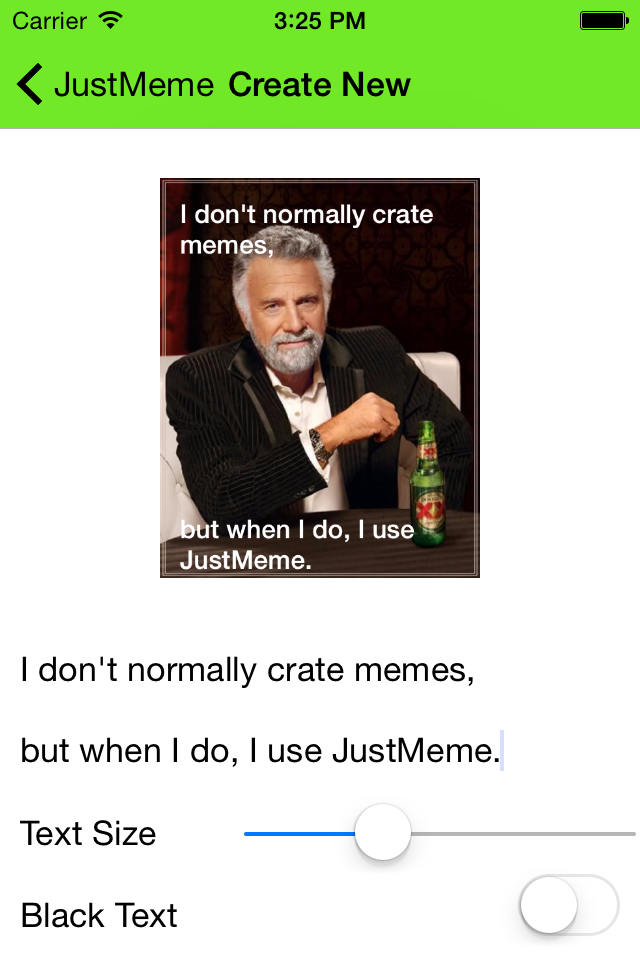 Carrier 3:25 PM
JustMeme Create New
I don't normally crate
memes,
XX
but when I do, I use
JustMeme.
I don't normally crate memes,
but when I do, I use JustMeme.
Text Size
Black Text